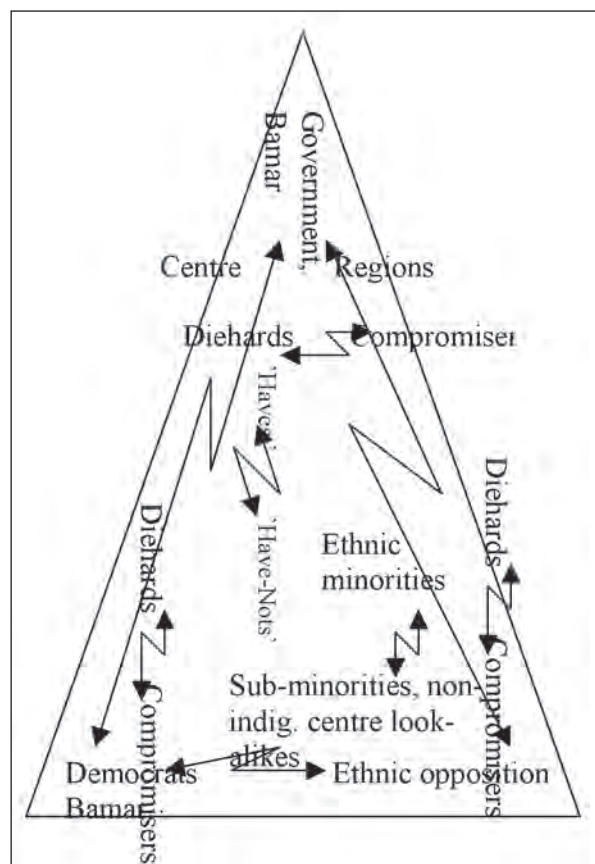 Government,
Bamar
Centre
Regions
Diehards
Compromiser
'Haves'
'Have-Nots'
Diehards
Compromisers
Ethnic
minorities
Diehards
Compromisers
Sub-minorities, non-
indig. centre look-
alikes
Democrats
Bamar
Ethnic opposition